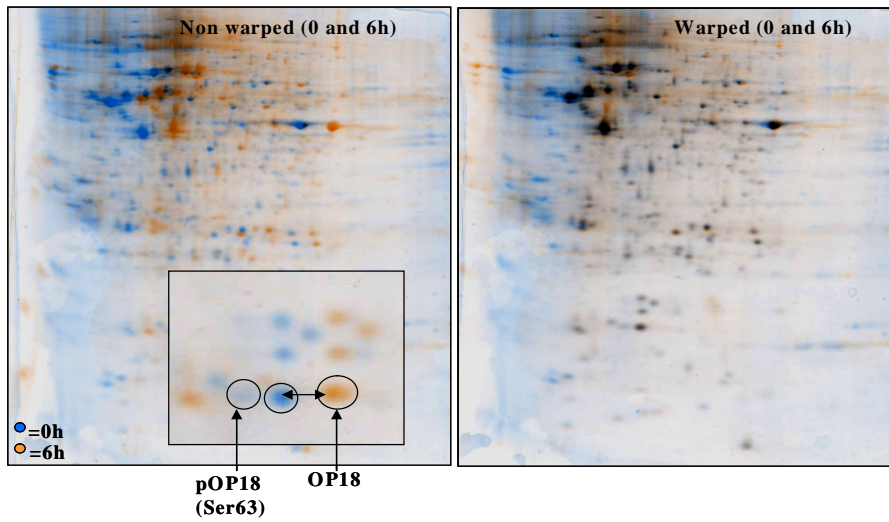 Non warped (0 and 6h)
Warped (0 and 6h)
=0h
=6h
pOP18
(Ser63)
OP18